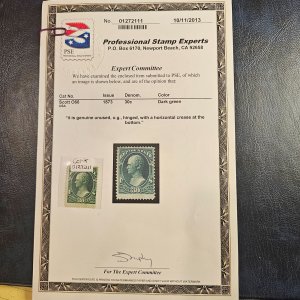 No. 01272111 10/11/2013
Professional Stamp Experts
P.O. Box 6170, Newport Beach, CA 92658
PSE
Expert Committee
We have examined the enclosed item submitted to PSE, of which
an image is shown below, and are of the opinion that:
Cat No. Issue Denom. Color
Scott O66 1873 30c Dark green
USA
"it is genuine unused, o.g., hinged, with a horizontal crease at the
bottom."
For The Expert Committee